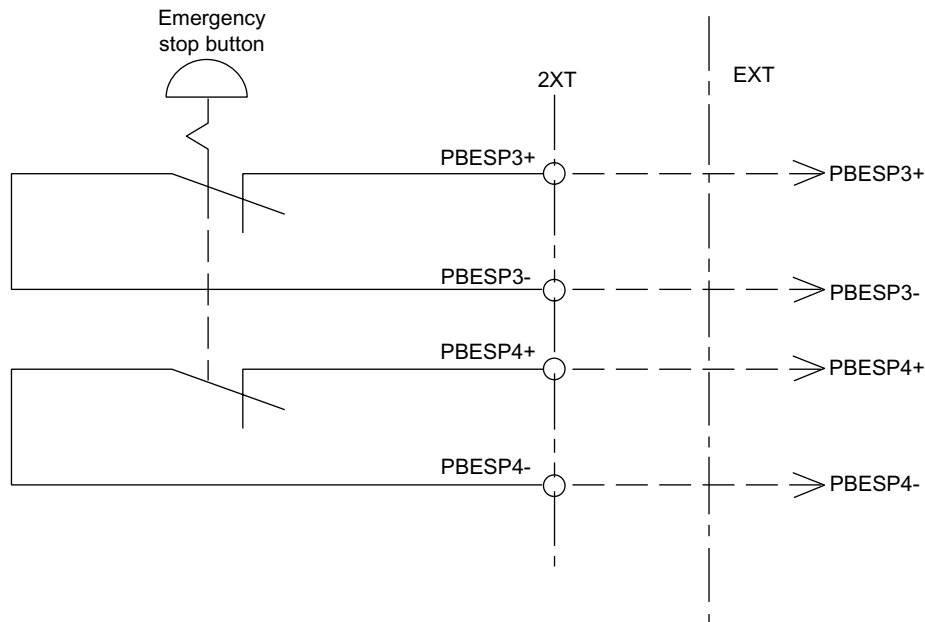 Emergency
stop button
2XT
EXT
PBESP3+
PBESP3+
PBESP3-
PBESP3-
PBESP4+
PBESP4+
PBESP4-
PBESP4-